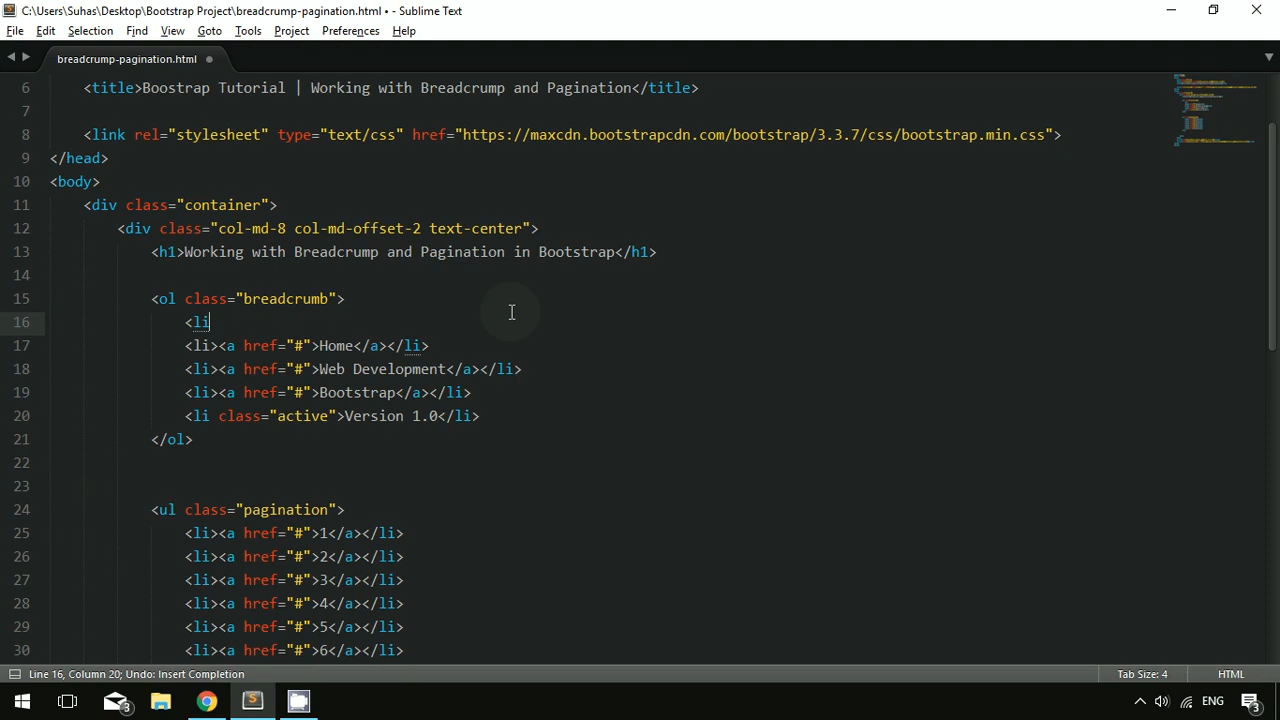 C:\Users\Suhas\Desktop\Bootstrap Project\breadcrump-pagination.html • - Sublime Text
File Edit Selection Find View Goto Tools Project Preferences Help
breadcrump-pagination.html
6 <title>Boostrap Tutorial | Working with Breadcrump and Pagination</title>
7
8 <link rel="stylesheet" type="text/css" href="https://maxcdn.bootstrapcdn.com/bootstrap/3.3.7/css/bootstrap.min.css">
9 </head>
10 <body>
11 <div class="container">
12 <div class="col-md-8 col-md-offset-2 text-center">
13 <h1>Working with Breadcrump and Pagination in Bootstrap</h1>
14
15 <ol class="breadcrumb">
16 <li
17 <li><a href="#">Home</a></li>
18 <li><a href="#">Web Development</a></li>
19 <li><a href="#">Bootstrap</a></li>
20 <li class="active">Version 1.0</li>
21 </ol>
22
23
24 <ul class="pagination">
25 <li><a href="#">1</a></li>
26 <li><a href="#">2</a></li>
27 <li><a href="#">3</a></li>
28 <li><a href="#">4</a></li>
29 <li><a href="#">5</a></li>
30 <li><a href="#">6</a></li>
Line 16, Column 20; Undo: Insert Completion Tab Size: 4 HTML
3 S ENG 3